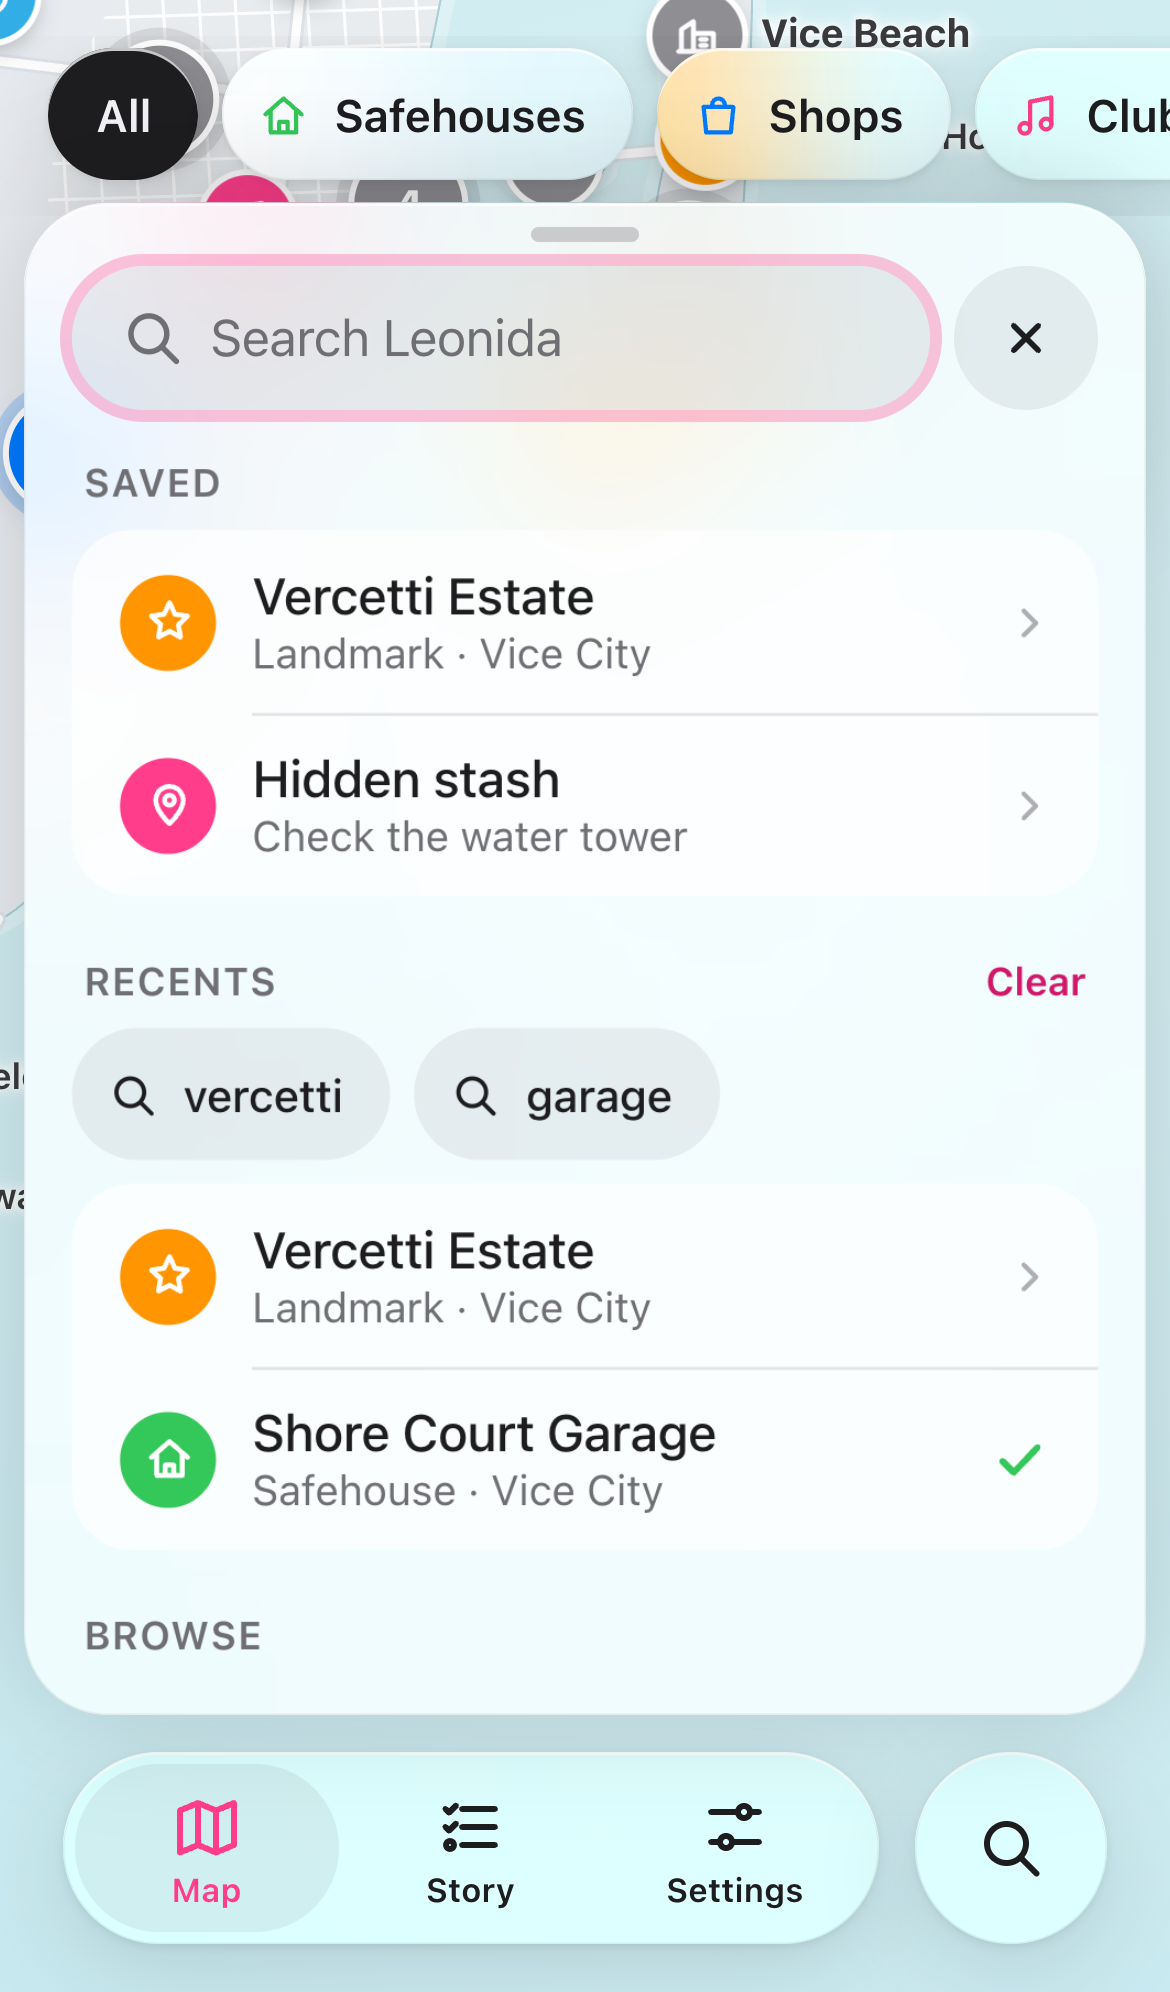 Vice Beach
All
Safehouses
Shops
Ho
Club
4
Search Leonida
SAVED
Vercetti Estate
Landmark · Vice City
Hidden stash
Check the water tower
RECENTS
Clear
vercetti
garage
Vercetti Estate
Landmark · Vice City
Shore Court Garage
Safehouse · Vice City
BROWSE
Map
Story
Settings